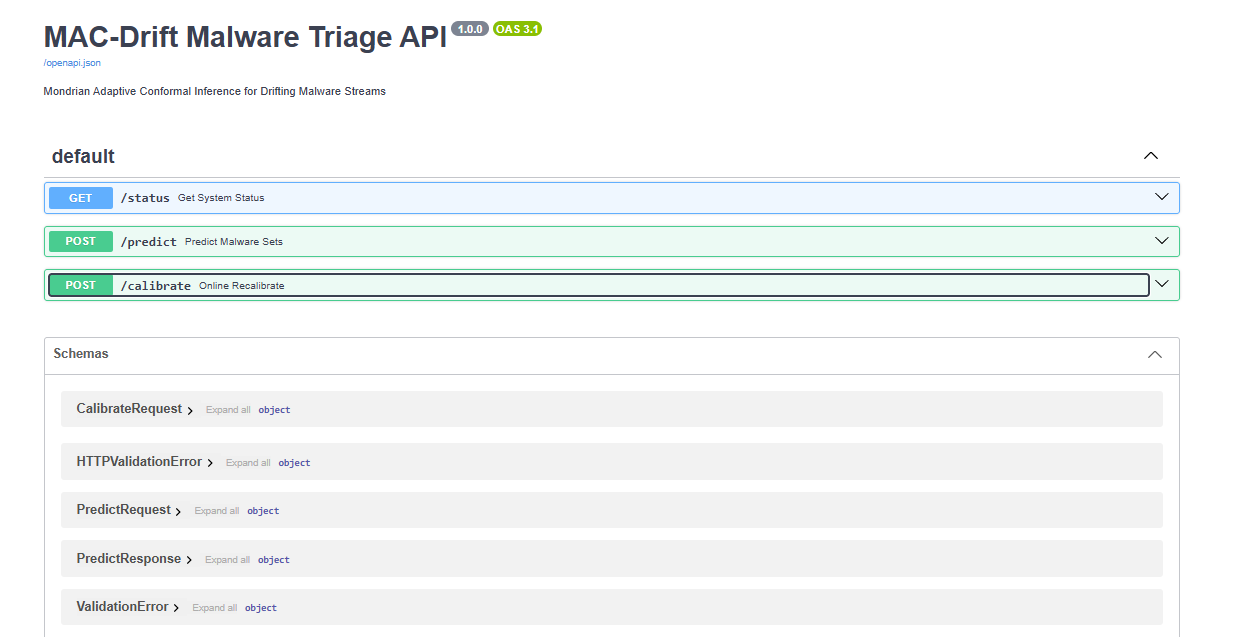 MAC-Drift Malware Triage API 1.0.0 OAS 3.1
/openapi.json
Mondrian Adaptive Conformal Inference for Drifting Malware Streams
default
GET /status Get System Status
POST /predict Predict Malware Sets
POST /calibrate Online Recalibrate
Schemas
CalibrateRequest Expand all object
HTTPValidationError Expand all object
PredictRequest Expand all object
PredictResponse Expand all object
ValidationError Expand all object